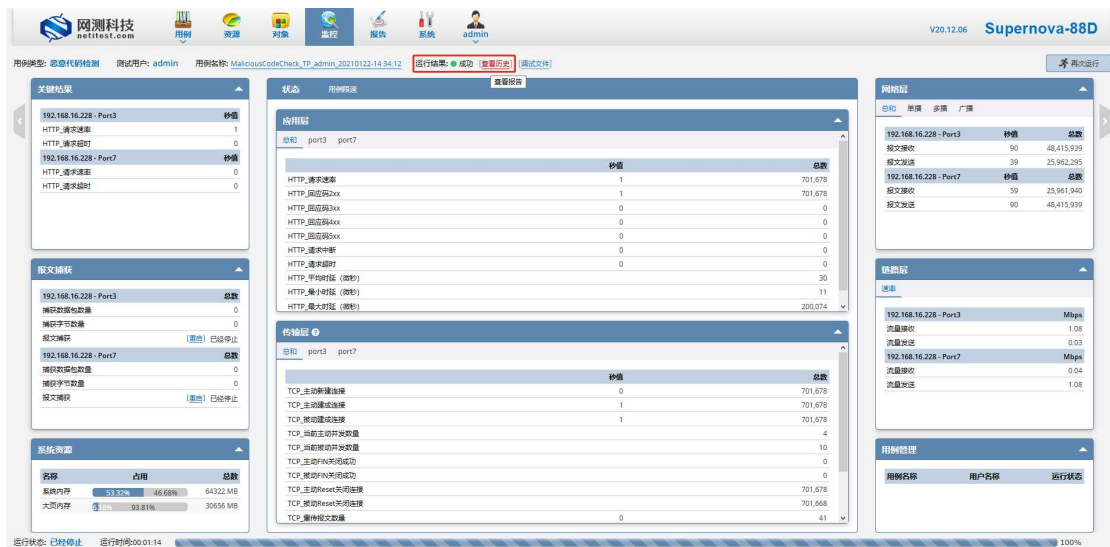 网测科技
netitest.com
用例
资源
对象
监控
报告
系统
admin
V20.12.06
Supernova-88D
用例类型: 恶意代码检测 测试用户: admin 用例名称: MaliciousCodeCheck_TP_admin_20210122-14:34:12 运行结果: 成功 [查看历史] [调试文件]
再次运行
查看报告
关键结果
192.168.16.228 - Port3 秒值
HTTP_请求速率 1
HTTP_请求超时 0
192.168.16.228 - Port7 秒值
HTTP_请求速率 0
HTTP_请求超时 0
报文捕获
192.168.16.228 - Port3 总数
捕获数据包数量 0
捕获字节数量 0
报文捕获 [重启] 已经停止
192.168.16.228 - Port7 总数
捕获数据包数量 0
捕获字节数量 0
报文捕获 [重启] 已经停止
系统资源
名称 占用 总数
系统内存 53.32% 46.68% 64322 MB
大页内存 93.81% 30656 MB
状态 用例限速
应用层
总和 port3 port7
秒值 总数
HTTP_请求速率 1 701,678
HTTP_回应码2xx 1 701,678
HTTP_回应码3xx 0 0
HTTP_回应码4xx 0 0
HTTP_回应码5xx 0 0
HTTP_请求中断 0 0
HTTP_请求超时 0 0
HTTP_平均时延（微秒） 30
HTTP_最小时延（微秒） 11
HTTP_最大时延（微秒） 200,074
传输层
总和 port3 port7
秒值 总数
TCP_主动新建连接 0 701,678
TCP_主动建成连接 1 701,678
TCP_被动建成连接 1 701,678
TCP_当前主动并发数量 4
TCP_当前被动并发数量 10
TCP_主动FIN关闭成功 0
TCP_被动FIN关闭成功 0
TCP_主动Reset关闭连接 701,678
TCP_被动Reset关闭连接 701,668
TCP_重传报文数量 0 41
网络层
总和 单播 多播 广播
192.168.16.228 - Port3 秒值 总数
报文接收 90 48,415,939
报文发送 39 25,962,295
192.168.16.228 - Port7 秒值 总数
报文接收 59 25,961,940
报文发送 90 48,415,939
链路层
速率
192.168.16.228 - Port3 Mbps
流量接收 1.08
流量发送 0.03
192.168.16.228 - Port7 Mbps
流量接收 0.04
流量发送 1.08
用例管理
用例名称 用户名称 运行状态
运行状态: 已经停止 运行时间:00:01:14 100%